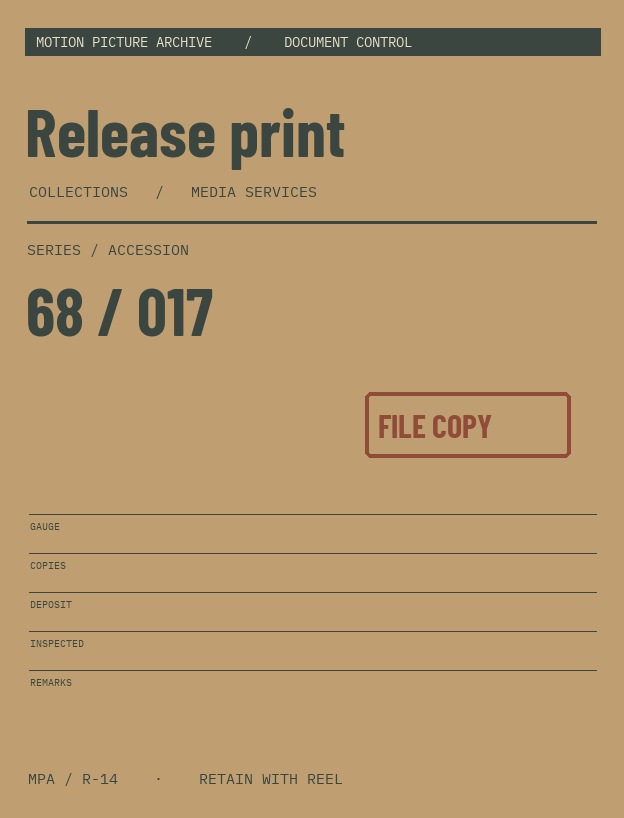 MOTION PICTURE ARCHIVE / DOCUMENT CONTROL
Release print
COLLECTIONS / MEDIA SERVICES
SERIES / ACCESSION
68 / 017
FILE COPY
GAUGE
COPIES
DEPOSIT
INSPECTED
REMARKS
MPA / R-14 · RETAIN WITH REEL